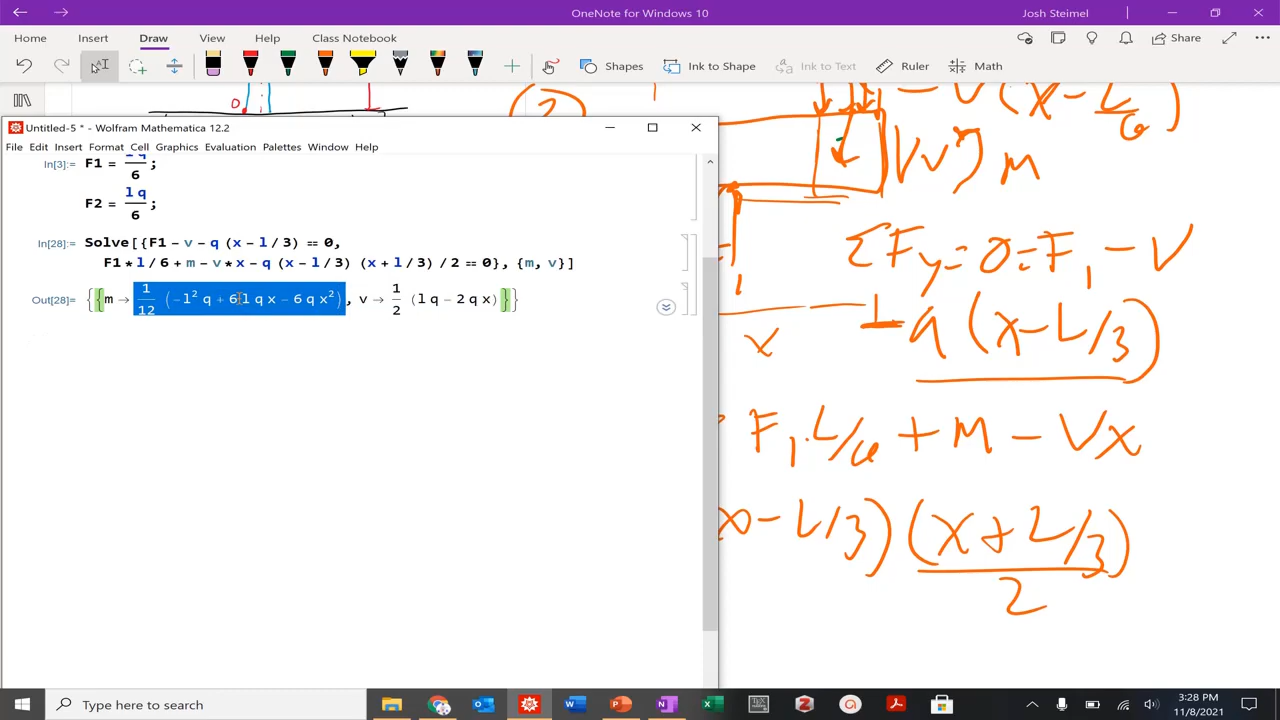 OneNote for Windows 10
Josh Steimel
Home Insert Draw View Help Class Notebook
Share
Shapes Ink to Shape Ink to Text Ruler Math
0
2
- V (x - L/6)
V V ) M
Untitled-5 * - Wolfram Mathematica 12.2
File Edit Insert Format Cell Graphics Evaluation Palettes Window Help
In[3]:= F1 = l q / 6 ;
F2 = l q / 6 ;
In[28]:= Solve[{F1 - v - q (x - l / 3) == 0,
F1 * l / 6 + m - v * x - q (x - l / 3) (x + l / 3) / 2 == 0}, {m, v}]
Out[28]= {{m → 1/12 (-l² q + 6 l q x - 6 q x²), v → 1/2 (l q - 2 q x)}}
ΣFy = 0 = F1 - V
x
- q (x - L/3)
F1 · L/6 + M - Vx
x - L/3) (x + L/3)
2
Type here to search
3:28 PM
11/8/2021